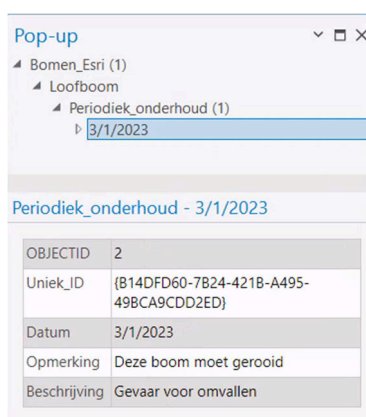 Pop-up
Bomen_Esri (1)
Loofboom
Periodiek_onderhoud (1)
3/1/2023
Periodiek_onderhoud - 3/1/2023
OBJECTID 2
Uniek_ID {B14DFD60-7B24-421B-A495-
49BCA9CDD2ED}
Datum 3/1/2023
Opmerking Deze boom moet gerooid
Beschrijving Gevaar voor omvallen